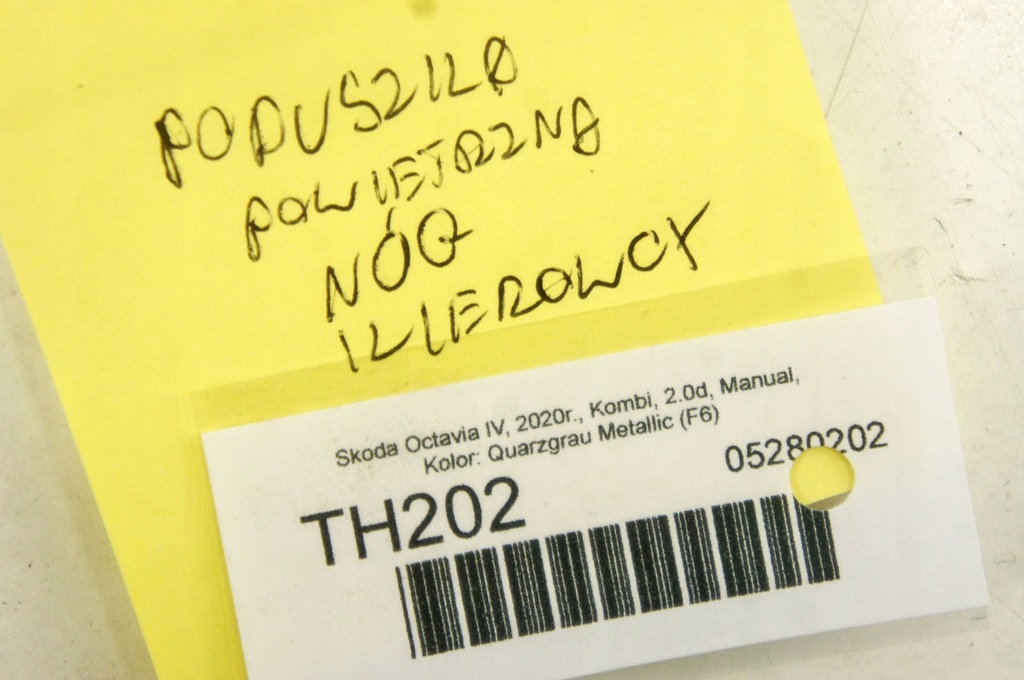 PODUSZKA
POWIETRZNA
NÓG
KIEROWCY
Skoda Octavia IV, 2020r., Kombi, 2.0d, Manual,
Kolor: Quarzgrau Metallic (F6)
05280202
TH202